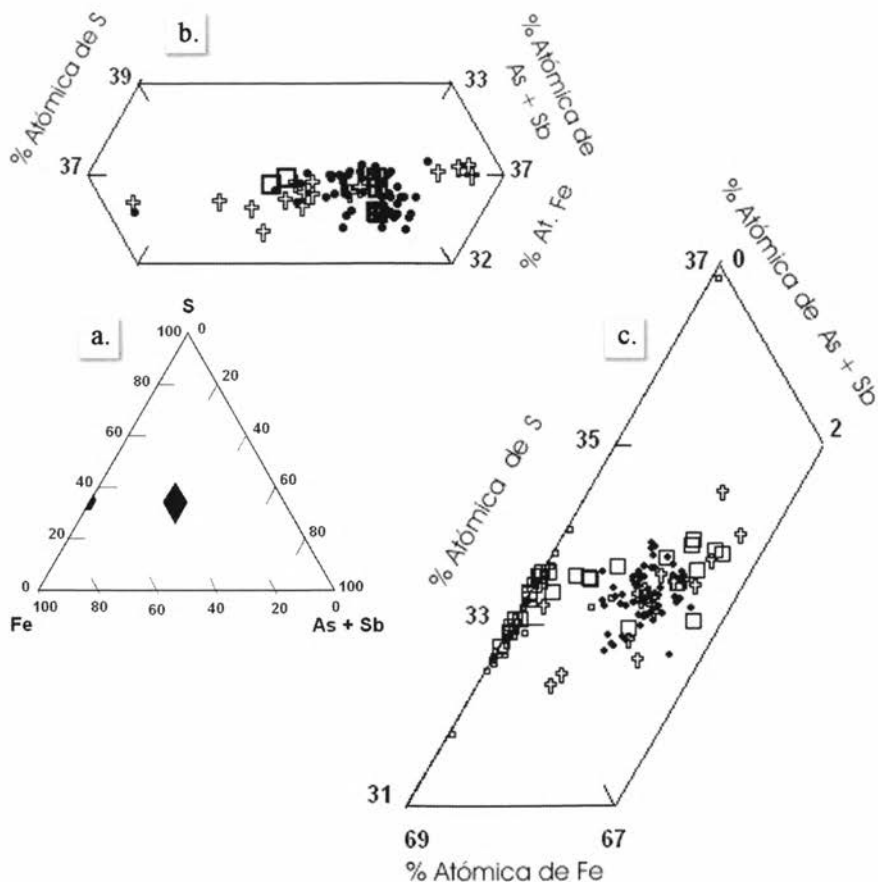 b.
% Atómica de S
39
33
% Atómica de
As + Sb
37
37
% At. Fe
32
a.
S
100
0
80
20
60
40
40
60
20
80
0
100
100
80
60
40
20
0
Fe
As + Sb
c.
37
0
% Atómica de As + Sb
35
2
% Atómica de S
33
31
69
67
% Atómica de Fe